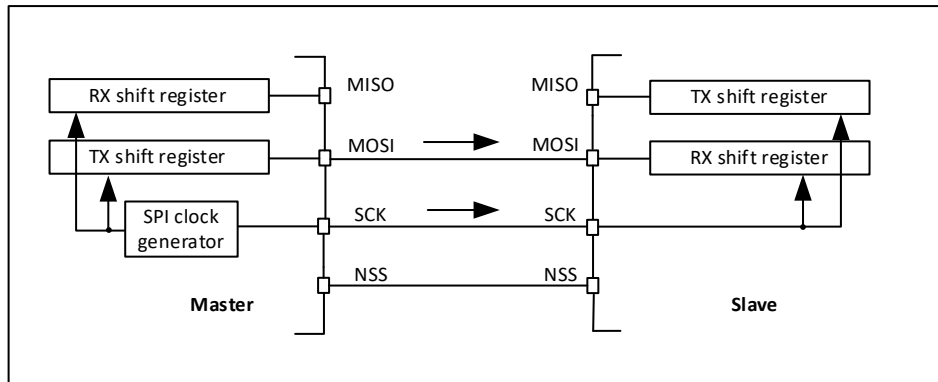 RX shift register
MISO
MISO
TX shift register
TX shift register
MOSI
MOSI
RX shift register
SPI clock
generator
SCK
SCK
NSS
NSS
Master
Slave